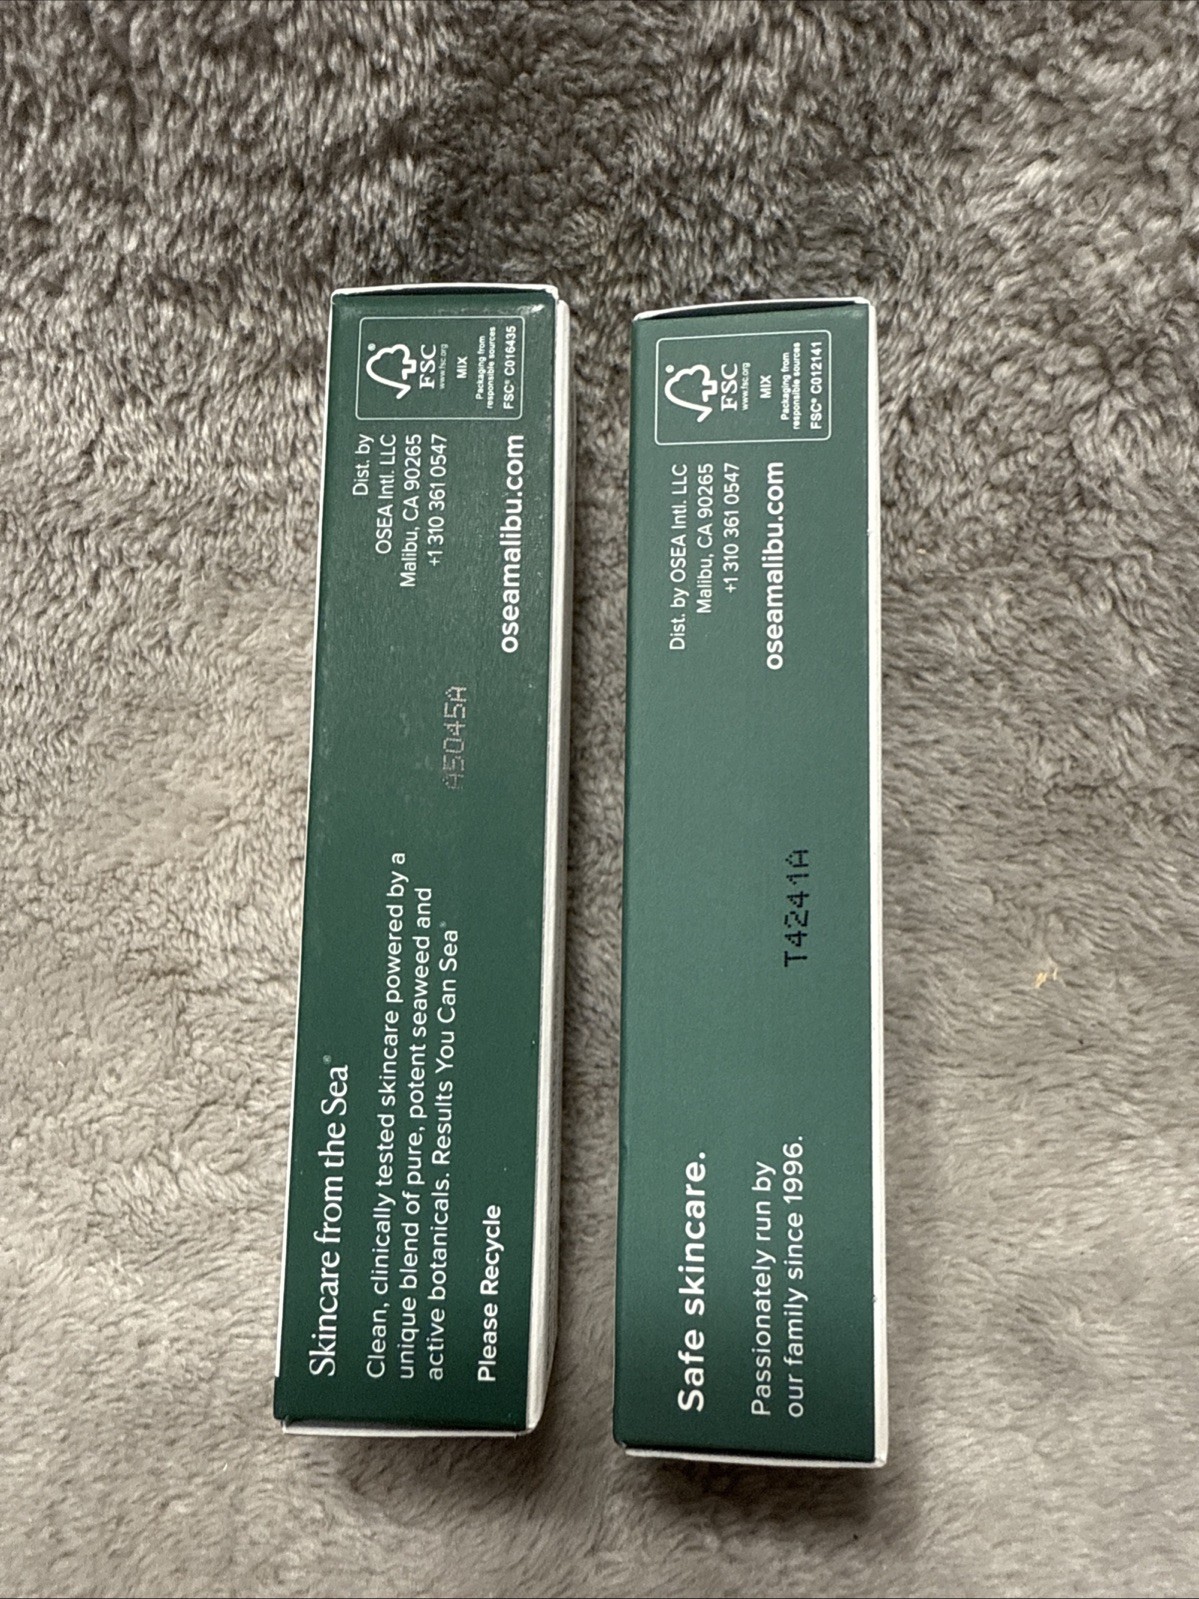 Skincare from the Sea®
Clean, clinically tested skincare powered by a
unique blend of pure, potent seaweed and
active botanicals. Results You Can Sea®
Please Recycle
A5045A
Dist. by
OSEA Intl. LLC
Malibu, CA 90265
+1 310 361 0547
oseamalibu.com
FSC
www.fsc.org
MIX
Packaging from
responsible sources
FSC® C016435
Safe skincare.
Passionately run by
our family since 1996.
T4241A
Dist. by OSEA Intl. LLC
Malibu, CA 90265
+1 310 361 0547
oseamalibu.com
FSC
www.fsc.org
MIX
Packaging from
responsible sources
FSC® C012141